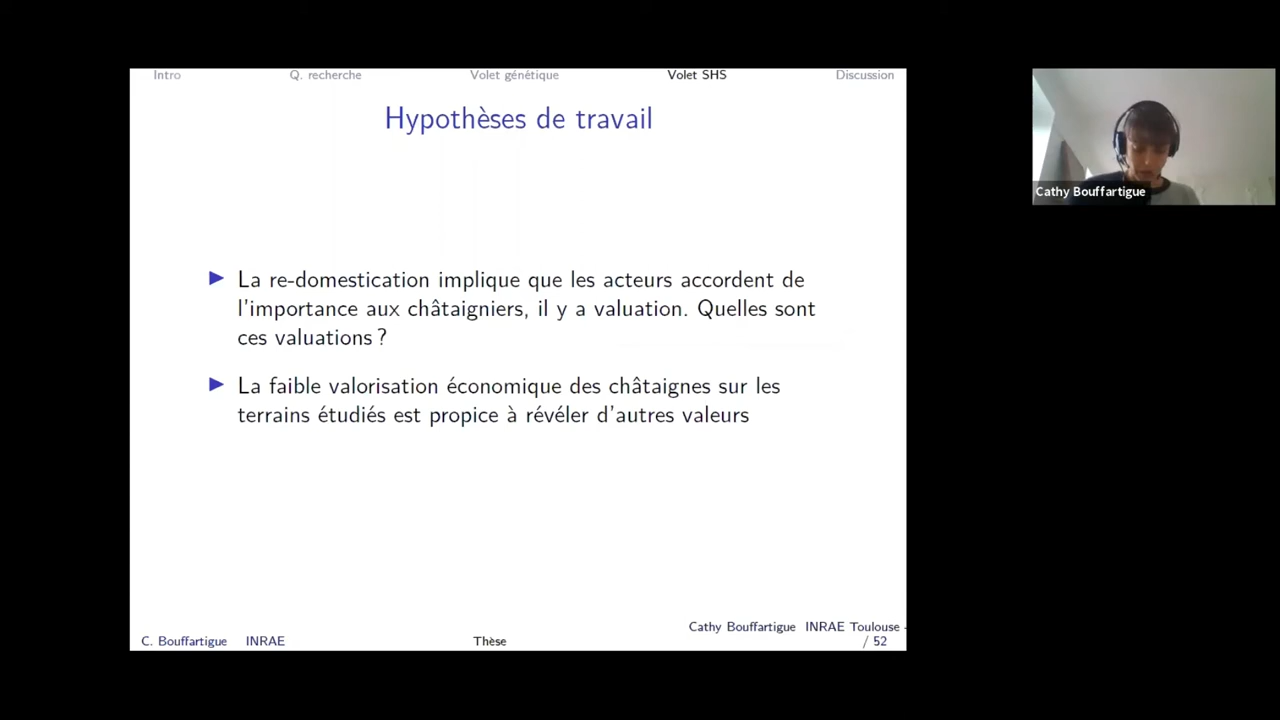 Intro Q. recherche Volet génétique Volet SHS Discussion
Hypothèses de travail
La re-domestication implique que les acteurs accordent de
l'importance aux châtaigniers, il y a valuation. Quelles sont
ces valuations ?
La faible valorisation économique des châtaignes sur les
terrains étudiés est propice à révéler d'autres valeurs
Cathy Bouffartigue INRAE Toulouse -
C. Bouffartigue INRAE Thèse / 52
Cathy Bouffartigue